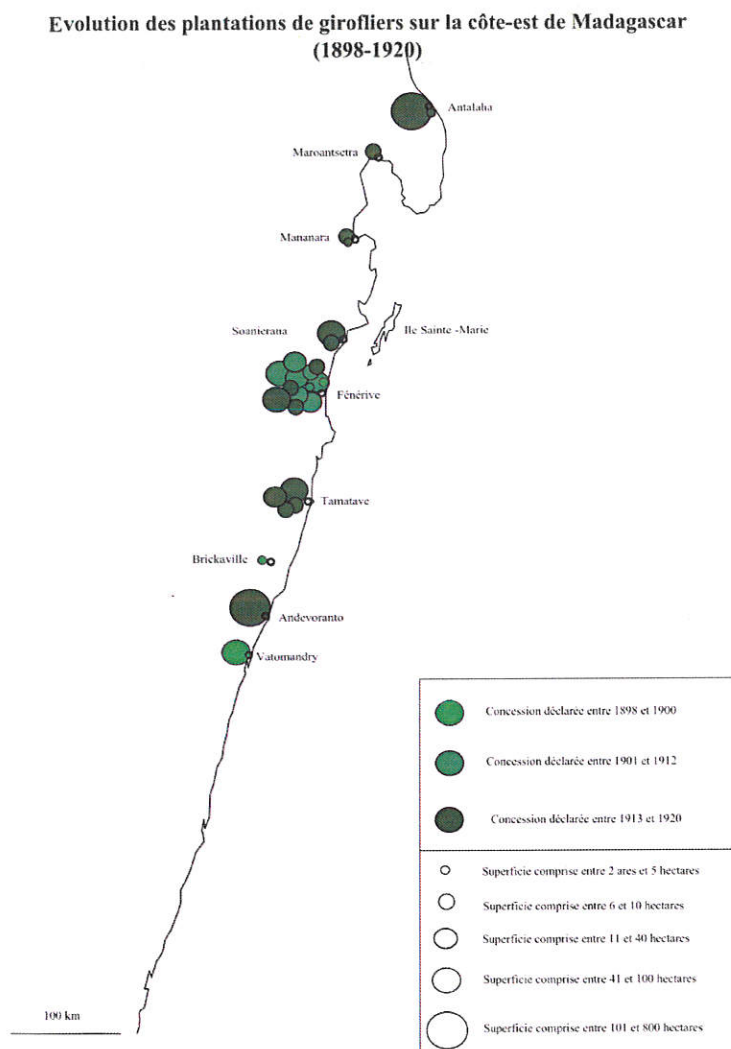 Evolution des plantations de girofliers sur la côte-est de Madagascar
(1898-1920)
Antalaha
Maroantsetra
Mananara
Soanierana
Ile Sainte -Marie
Fénérive
Tamatave
Brickaville
Andevoranto
Vatomandry
Concession déclarée entre 1898 et 1900
Concession déclarée entre 1901 et 1912
Concession déclarée entre 1913 et 1920
Superficie comprise entre 2 ares et 5 hectares
Superficie comprise entre 6 et 10 hectares
Superficie comprise entre 11 et 40 hectares
Superficie comprise entre 41 et 100 hectares
Superficie comprise entre 101 et 800 hectares
100 km